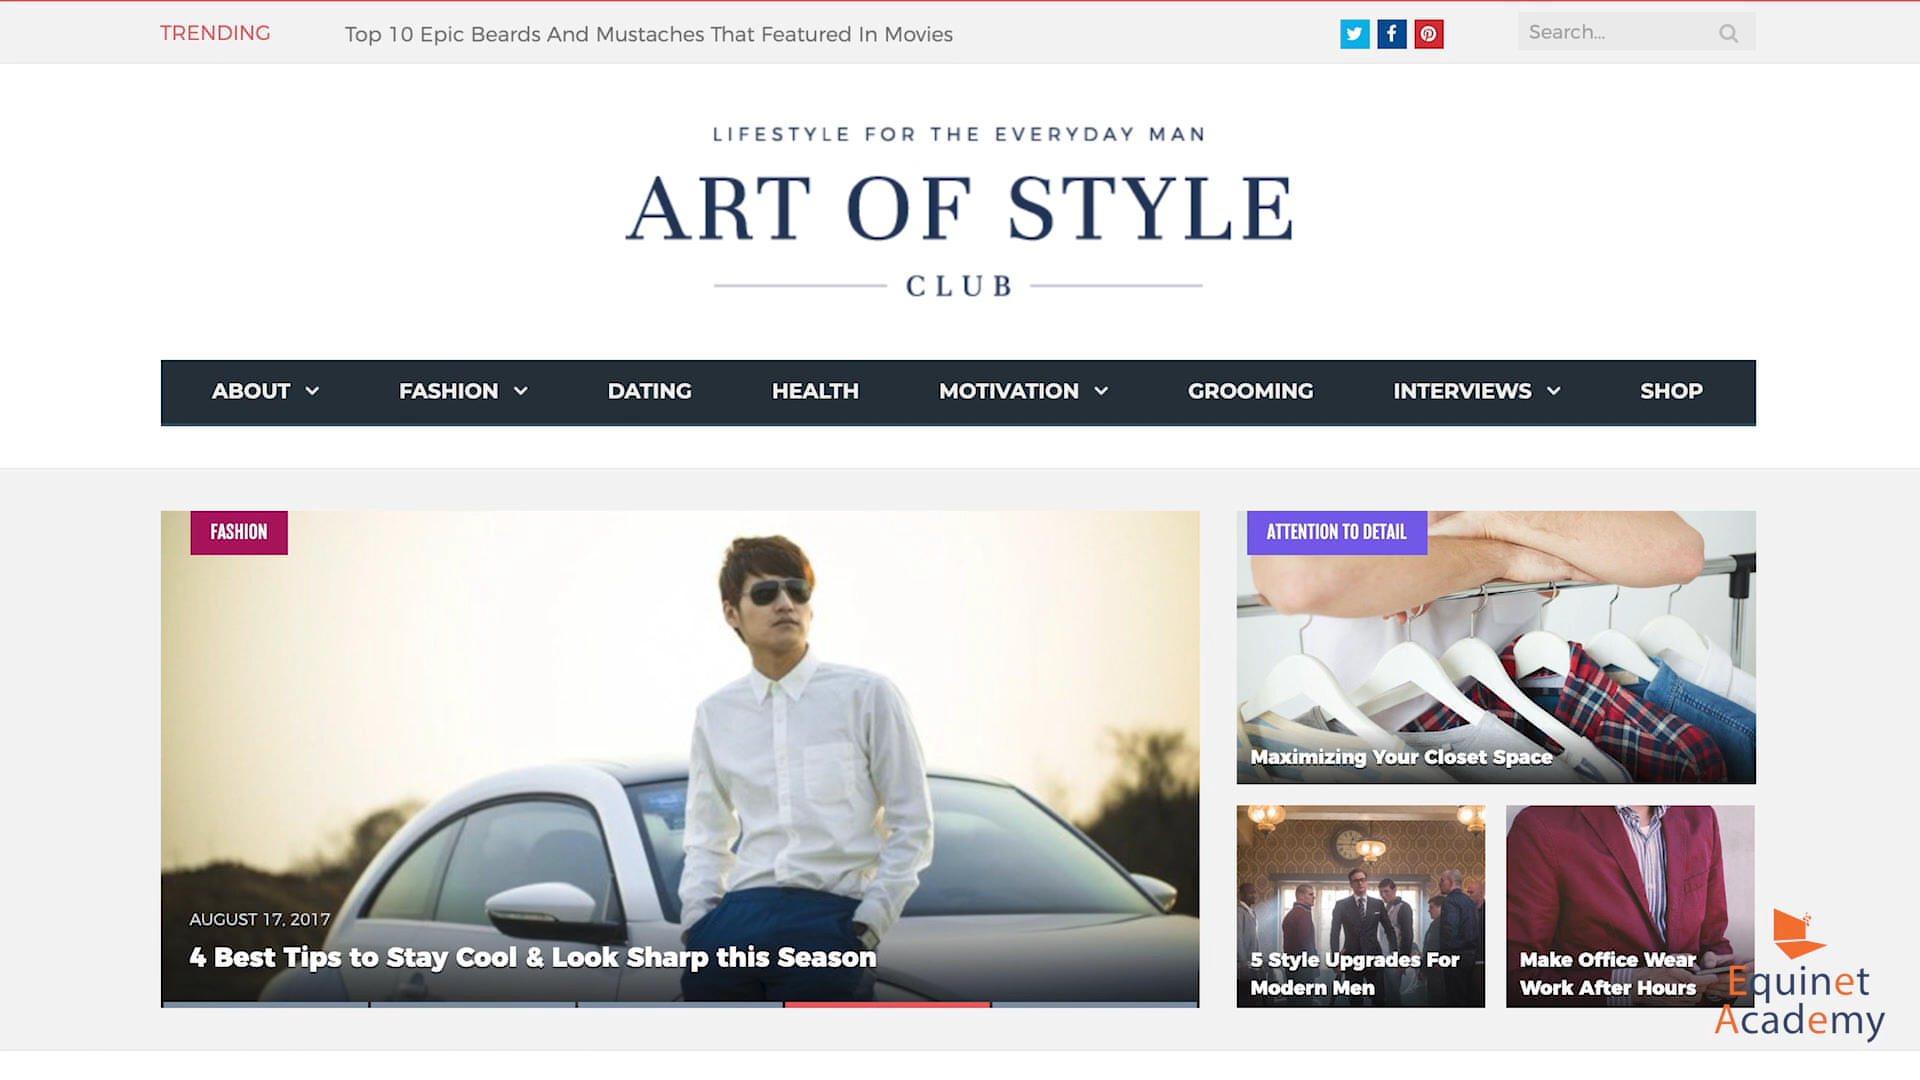 TRENDING
Top 10 Epic Beards And Mustaches That Featured In Movies
Search...
LIFESTYLE FOR THE EVERYDAY MAN
ART OF STYLE
CLUB
ABOUT
FASHION
DATING
HEALTH
MOTIVATION
GROOMING
INTERVIEWS
SHOP
FASHION
AUGUST 17, 2017
4 Best Tips to Stay Cool & Look Sharp this Season
ATTENTION TO DETAIL
Maximizing Your Closet Space
5 Style Upgrades For
Modern Men
Make Office Wear
Work After Hours
Equinet
Academy